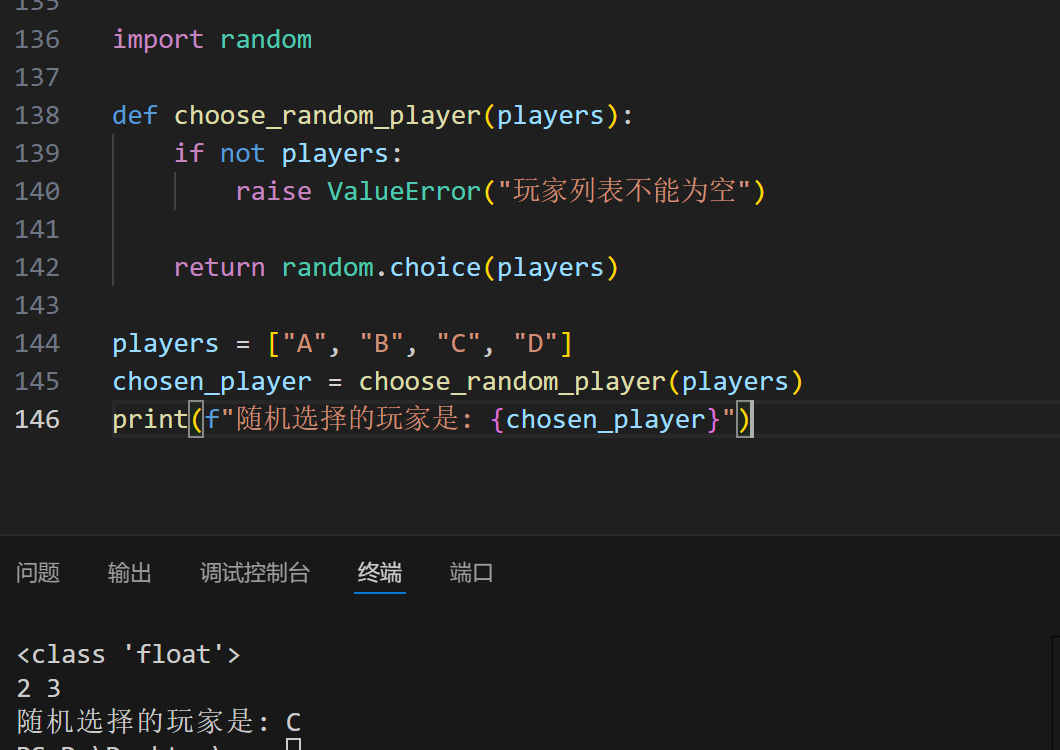 135
136 import random
137
138 def choose_random_player(players):
139 if not players:
140 raise ValueError("玩家列表不能为空")
141
142 return random.choice(players)
143
144 players = ["A", "B", "C", "D"]
145 chosen_player = choose_random_player(players)
146 print(f"随机选择的玩家是: {chosen_player}")
问题 输出 调试控制台 终端 端口
<class 'float'>
2 3
随机选择的玩家是: C